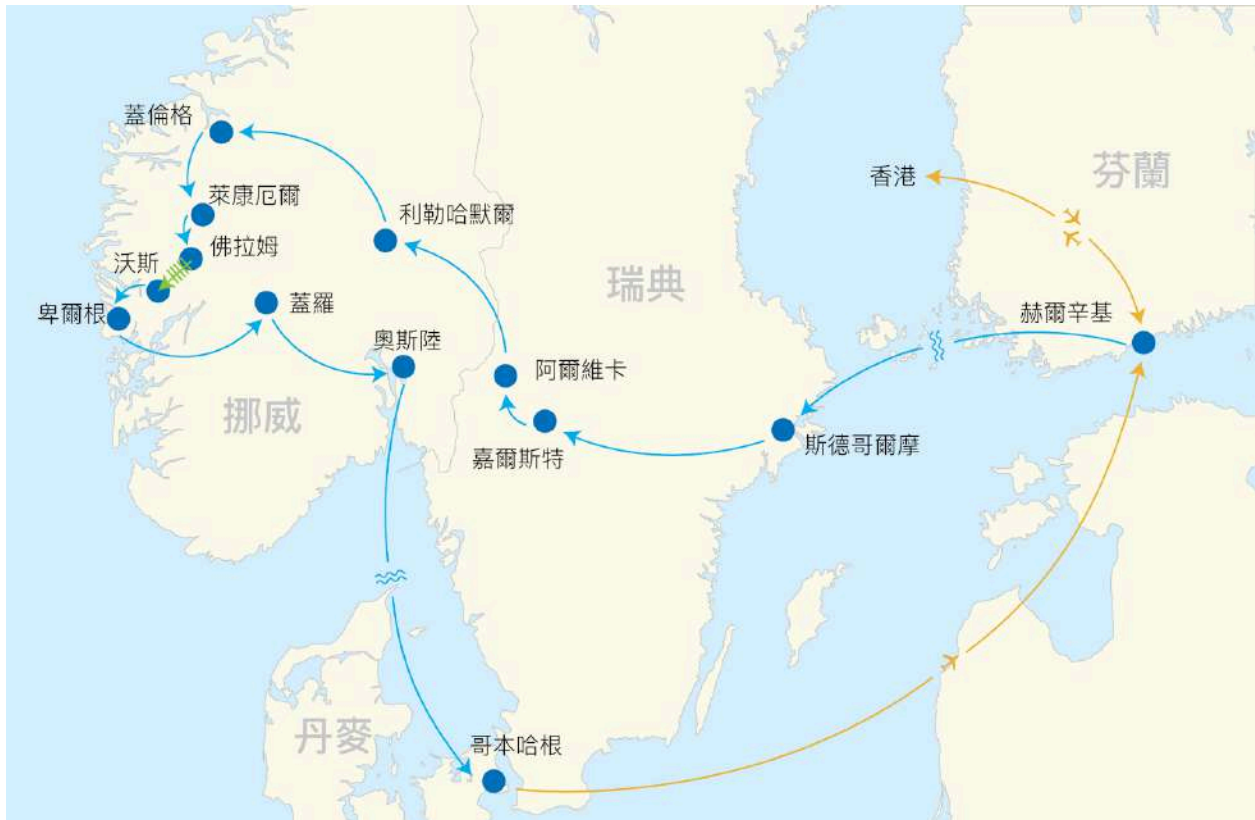 蓋倫格
香港
芬蘭
萊康厄爾
利勒哈默爾
佛拉姆
沃斯
瑞典
蓋羅
卑爾根
赫爾辛基
奧斯陸
阿爾維卡
挪威
嘉爾斯特
斯德哥爾摩
丹麥
哥本哈根